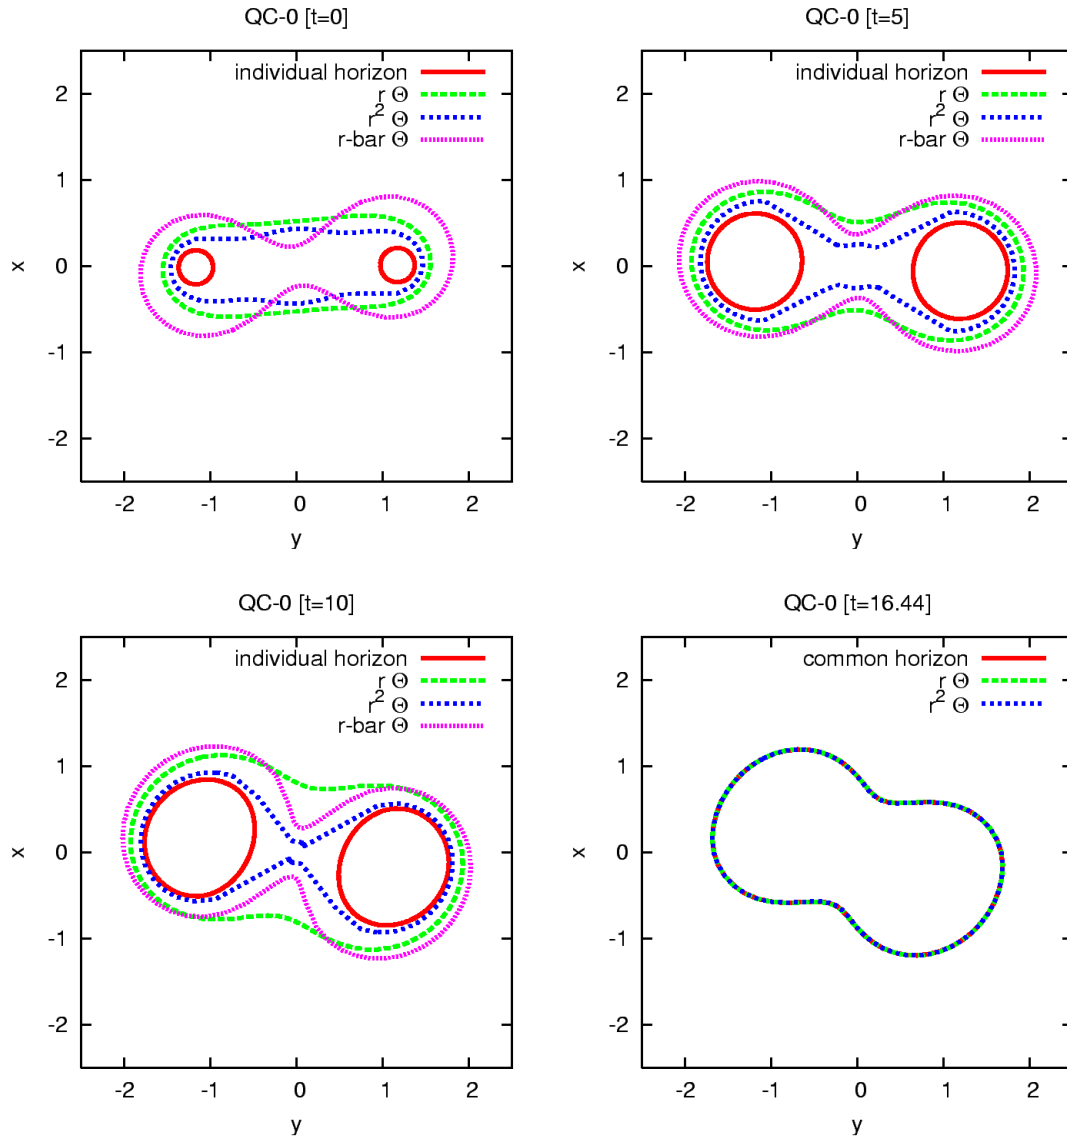 QC-0 [t=0]
individual horizon
r Θ
r² Θ
r-bar Θ
x
2
1
0
-1
-2
-2 -1 0 1 2
y
QC-0 [t=5]
individual horizon
r Θ
r² Θ
r-bar Θ
x
2
1
0
-1
-2
-2 -1 0 1 2
y
QC-0 [t=10]
individual horizon
r Θ
r² Θ
r-bar Θ
x
2
1
0
-1
-2
-2 -1 0 1 2
y
QC-0 [t=16.44]
common horizon
r Θ
r² Θ
x
2
1
0
-1
-2
-2 -1 0 1 2
y